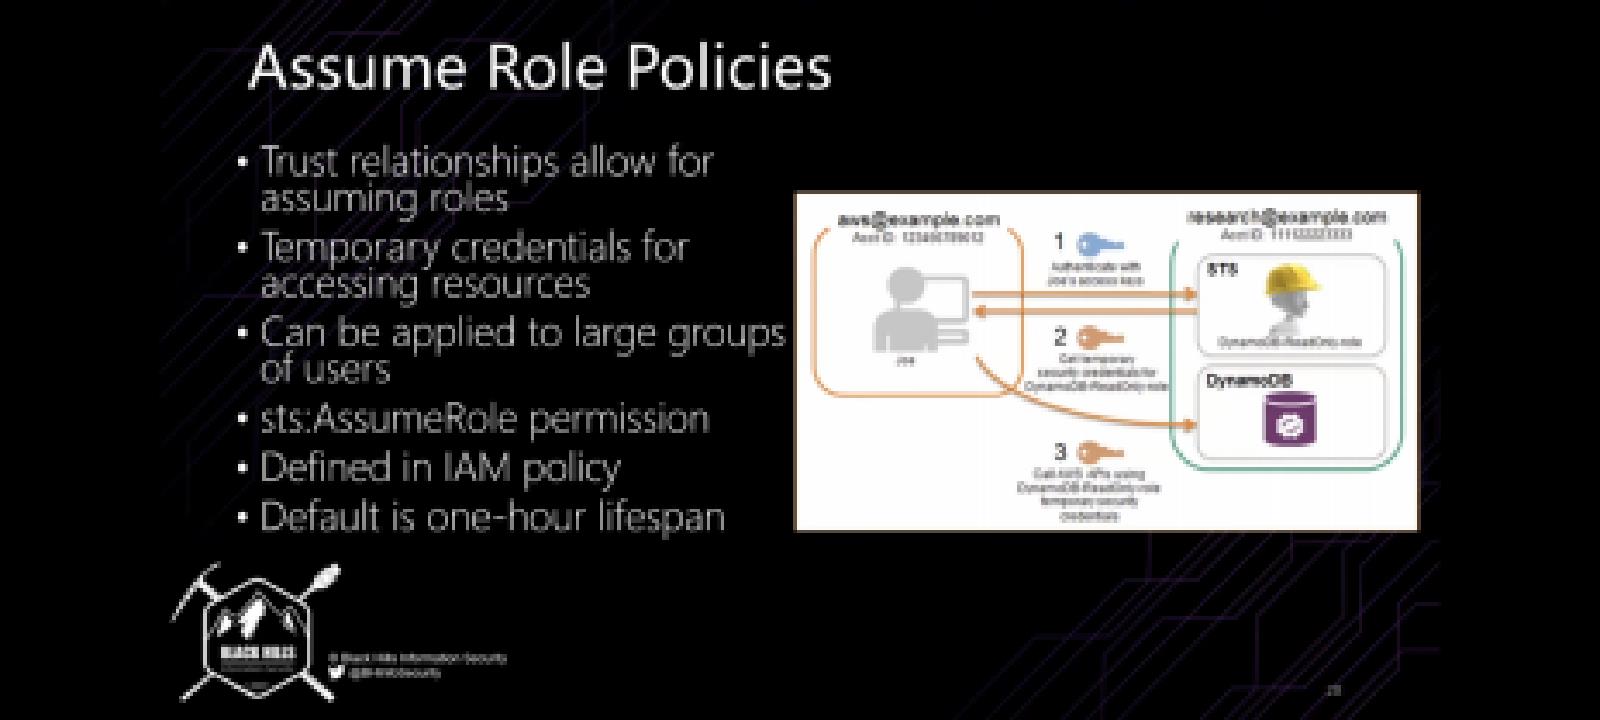 Assume Role Policies
• Trust relationships allow for
assuming roles
• Temporary credentials for
accessing resources
• Can be applied to large groups
of users
• sts:AssumeRole permission
• Defined in IAM policy
• Default is one-hour lifespan
aws@example.com
Acct ID: 123456789012
Joe
1
Authenticate with
Joe's access keys
2
Get temporary
security credentials for
DynamoDB-ReadOnly role
3
Call AWS APIs using
DynamoDB-ReadOnly role
temporary security
credentials
research@example.com
Acct ID: 111122223333
STS
DynamoDB-ReadOnly role
DynamoDB
BLACK HILLS
© Black Hills Information Security
@BHInfoSecurity